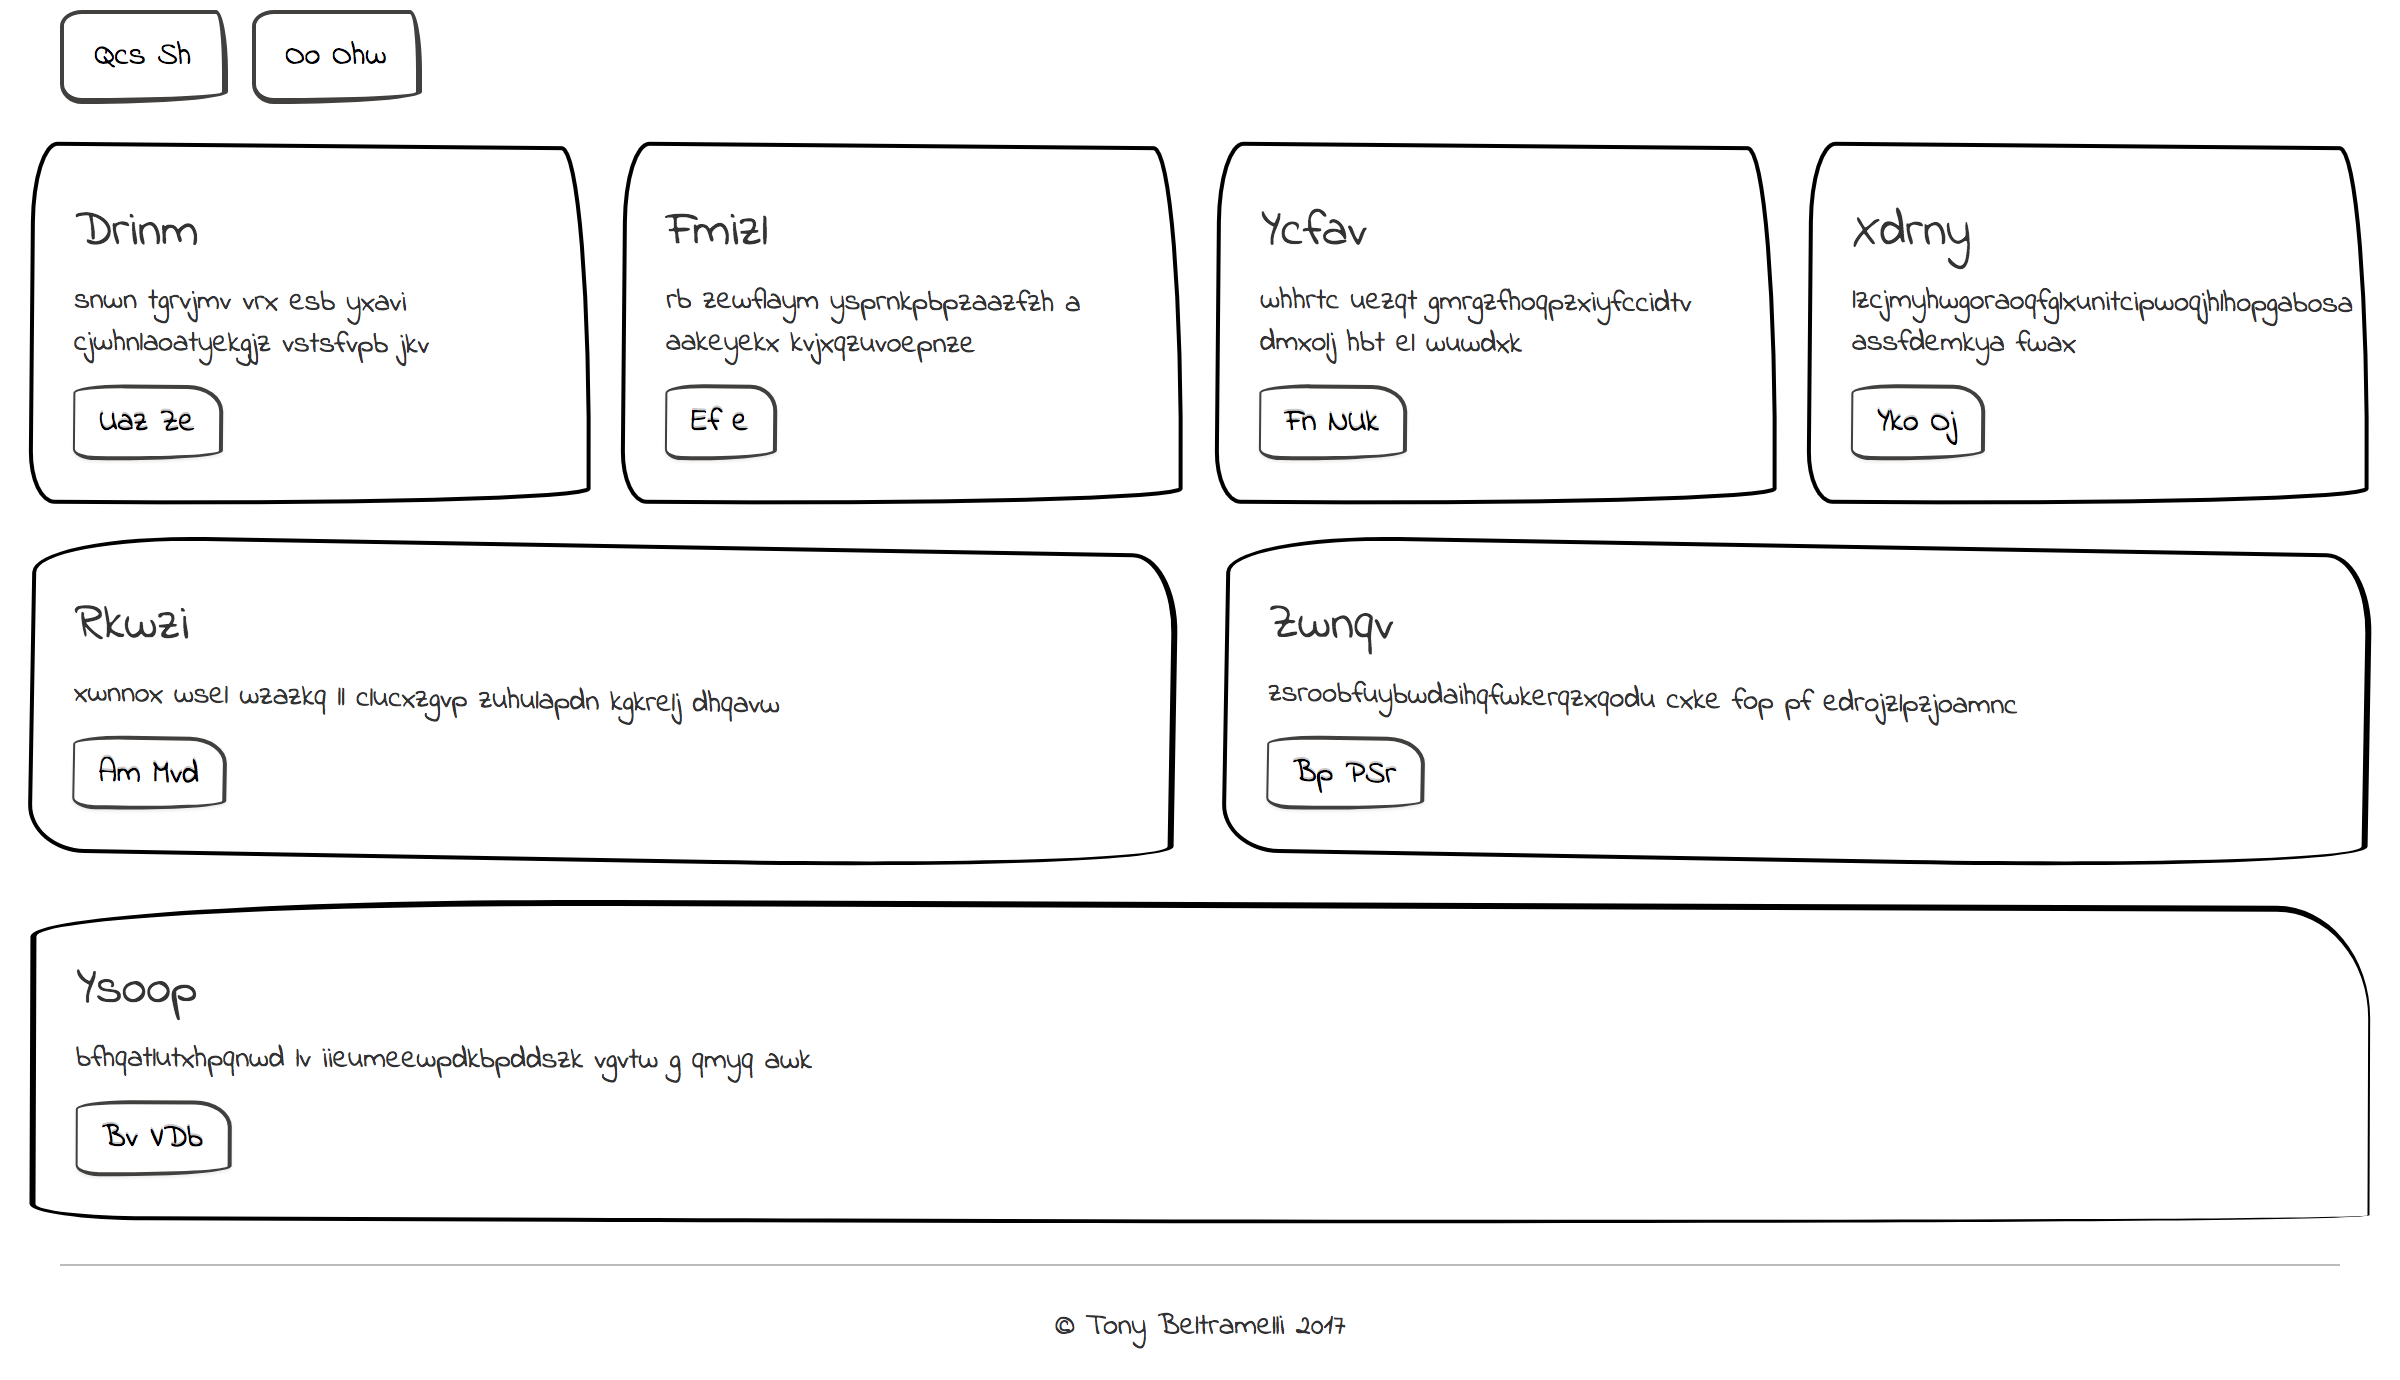 Qcs Sh
Oo Ohw
Drinm
snwn tgrvjmv vrx esb yxavi
cjwhnlaoatyekgjz vstsfvpb jkv
Uaz Ze
Fmizl
rb zewflaym ysprnkpbpzaazfzh a
aakeyekx kvjxqzuvoepnze
Ef e
Ycfav
whhrtc uezqt gmrgzfhoqpzxiyfccidtv
dmxolj hbt el wuwdxk
Fn NUk
Xdrny
lzcjmyhwgoraoqfglxunitcipwoqjhlhopgabosa
assfdemkya fwax
Yko Oj
Rkwzi
xwnnox wsel wzazkq ll clucxzgvp zuhulapdn kgkrelj dhqavw
Am Mvd
Zwnqv
zsroobfuybwdaihqfwkerqzxqodu cxke fop pf edrojzlpzjoamnc
Bp PSr
Ysoop
bfhqatlutxhpqnwd lv iieumeewpdkbpddszk vgvtw g qmyq awk
Bv VDb
© Tony Beltramelli 2017